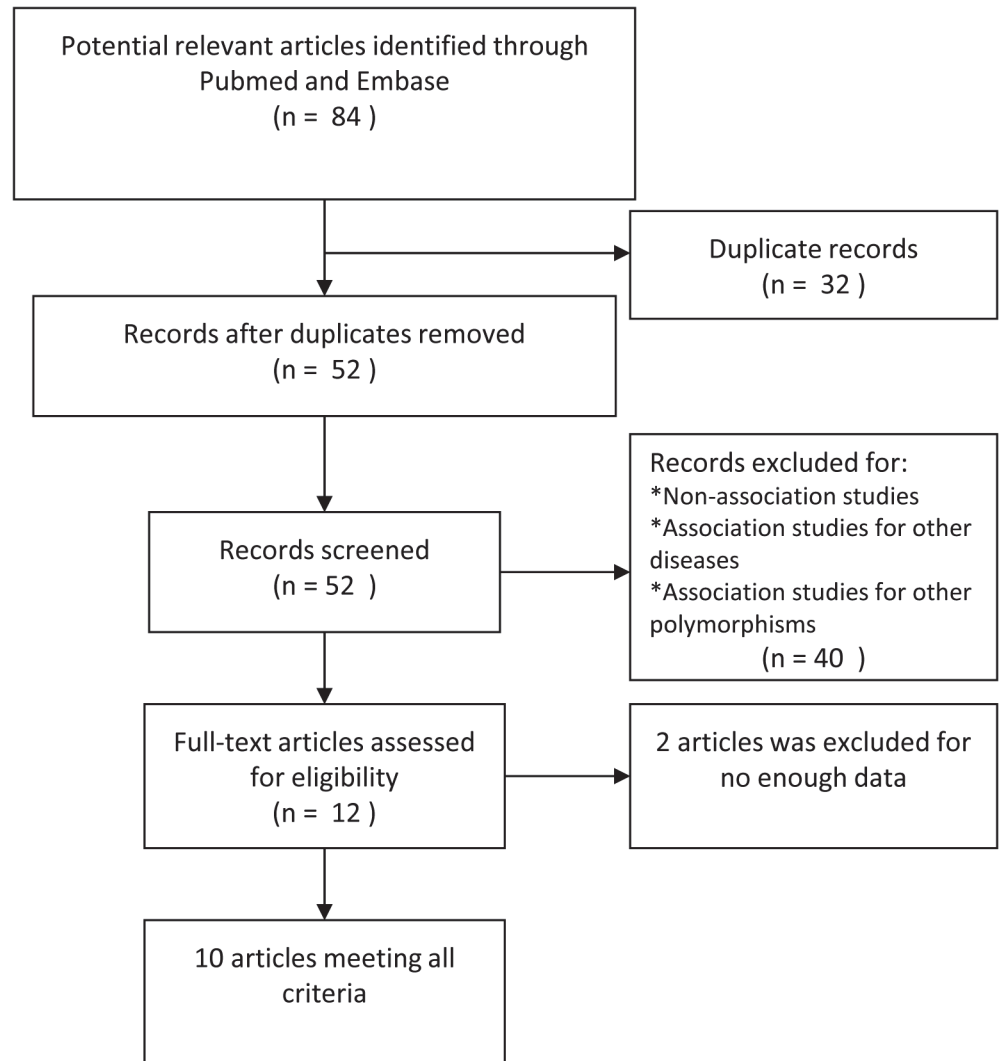 Potential relevant articles identified through
Pubmed and Embase
(n =  84 )
Duplicate records
(n =  32 )
Records after duplicates removed
(n =  52 )
Records excluded for:
*Non-association studies
*Association studies for other
diseases
*Association studies for other
polymorphisms
(n = 40  )
Records screened
(n = 52  )
Full-text articles assessed
for eligibility
(n =  12 )
2 articles was excluded for
no enough data
10 articles meeting all
criteria